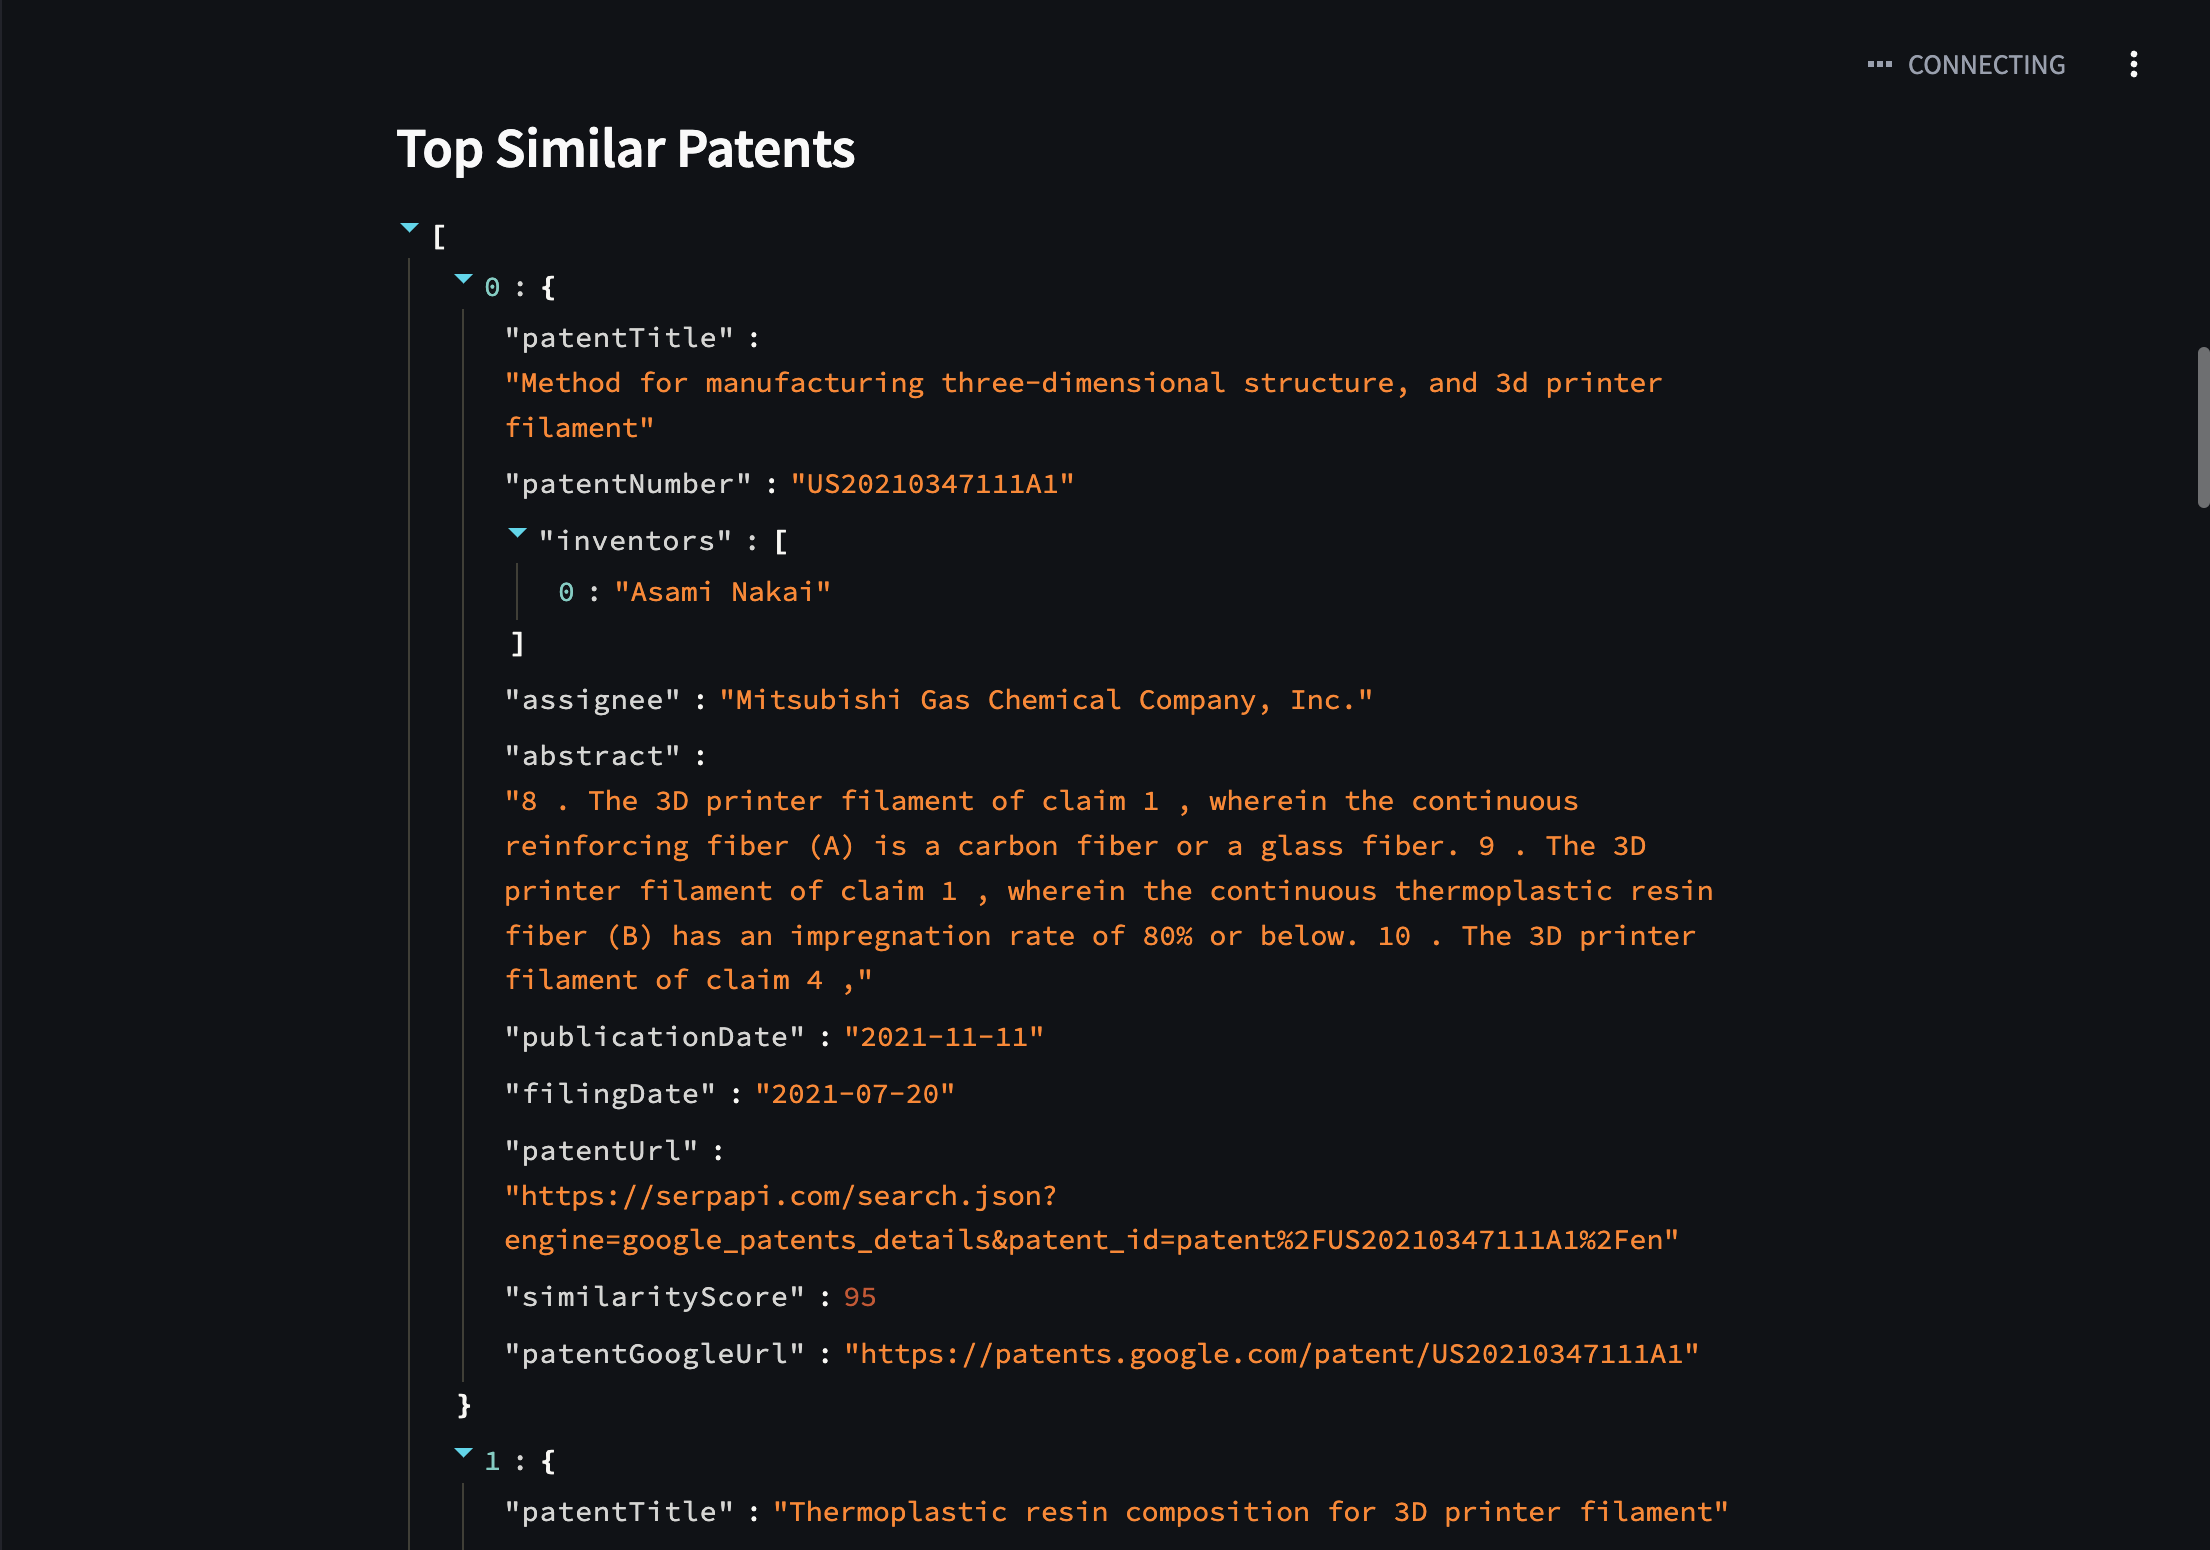 CONNECTING
Top Similar Patents
[
0 : {
"patentTitle" :
"Method for manufacturing three-dimensional structure, and 3d printer
filament"
"patentNumber" : "US20210347111A1"
"inventors" : [
0 : "Asami Nakai"
]
"assignee" : "Mitsubishi Gas Chemical Company, Inc."
"abstract" :
"8 . The 3D printer filament of claim 1 , wherein the continuous
reinforcing fiber (A) is a carbon fiber or a glass fiber. 9 . The 3D
printer filament of claim 1 , wherein the continuous thermoplastic resin
fiber (B) has an impregnation rate of 80% or below. 10 . The 3D printer
filament of claim 4 ,"
"publicationDate" : "2021-11-11"
"filingDate" : "2021-07-20"
"patentUrl" :
"https://serpapi.com/search.json?
engine=google_patents_details&patent_id=patent%2FUS20210347111A1%2Fen"
"similarityScore" : 95
"patentGoogleUrl" : "https://patents.google.com/patent/US20210347111A1"
}
1 : {
"patentTitle" : "Thermoplastic resin composition for 3D printer filament"